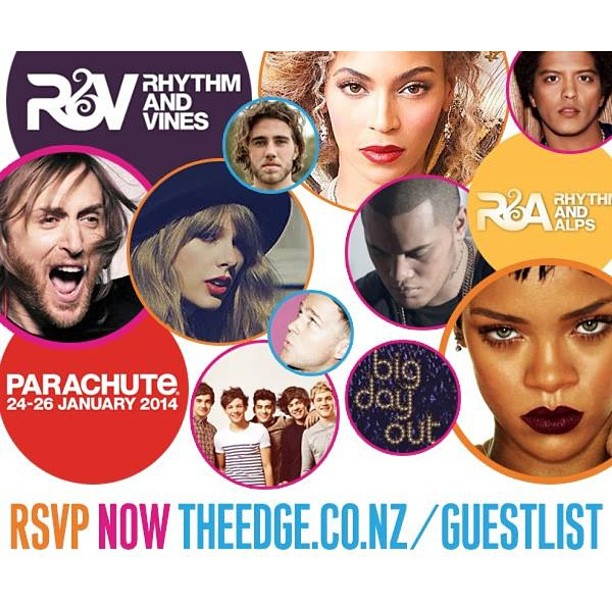 R&V RHYTHM
AND
VINES
R&A RHYTHM
AND
ALPS
PARACHUTE®
24-26 JANUARY 2014
big
day
out
RSVP NOW THEEDGE.CO.NZ/GUESTLIST